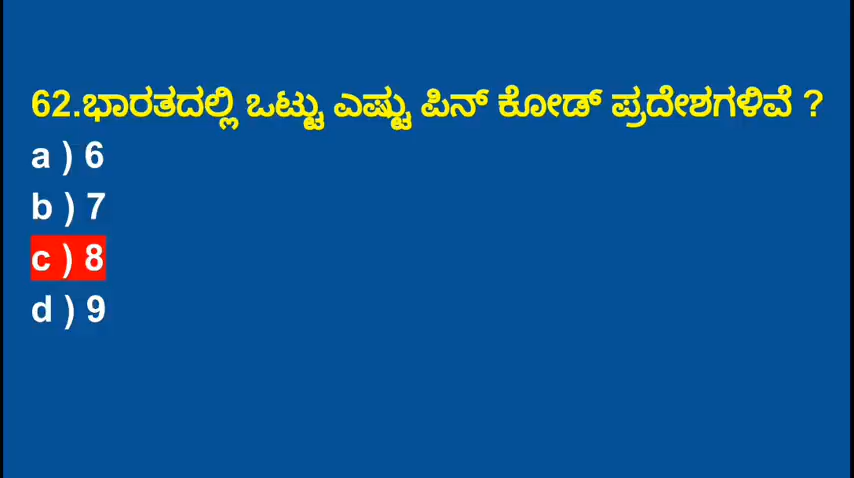 62.ಭಾರತದಲ್ಲಿ ಒಟ್ಟು ಎಷ್ಟು ಪಿನ್ ಕೋಡ್ ಪ್ರದೇಶಗಳಿವೆ ?
a ) 6
b ) 7
c ) 8
d ) 9